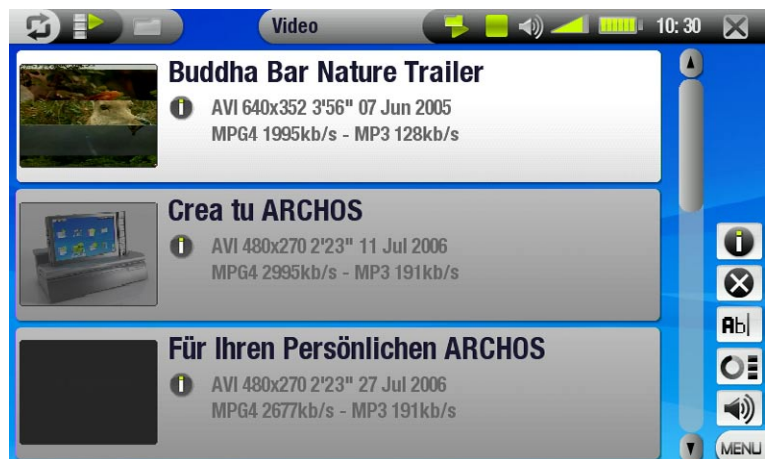 Video
10:30
Buddha Bar Nature Trailer
AVI 640x352 3'56" 07 Jun 2005
MPG4 1995kb/s - MP3 128kb/s
Crea tu ARCHOS
AVI 480x270 2'23" 11 Jul 2006
MPG4 2995kb/s - MP3 191kb/s
Für Ihren Persönlichen ARCHOS
AVI 480x270 2'23" 27 Jul 2006
MPG4 2677kb/s - MP3 191kb/s
Ab
MENU